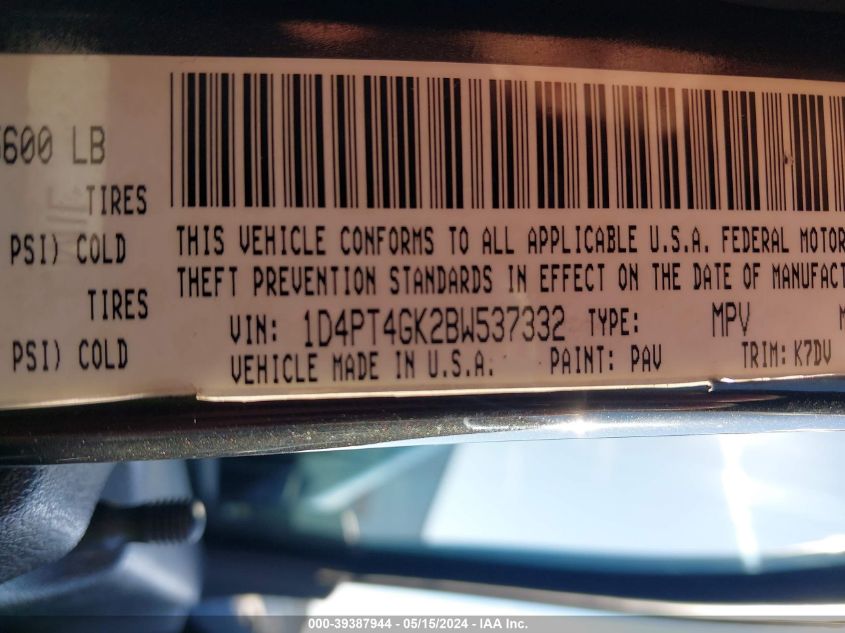 600 LB
TIRES
PSI) COLD
TIRES
PSI) COLD
THIS VEHICLE CONFORMS TO ALL APPLICABLE U.S.A. FEDERAL MOTOR
THEFT PREVENTION STANDARDS IN EFFECT ON THE DATE OF MANUFACT
VIN: 1D4PT4GK2BW537332 TYPE: MPV
VEHICLE MADE IN U.S.A. PAINT: PAV TRIM: K7DV
000-39387944 - 05/15/2024 - IAA Inc.